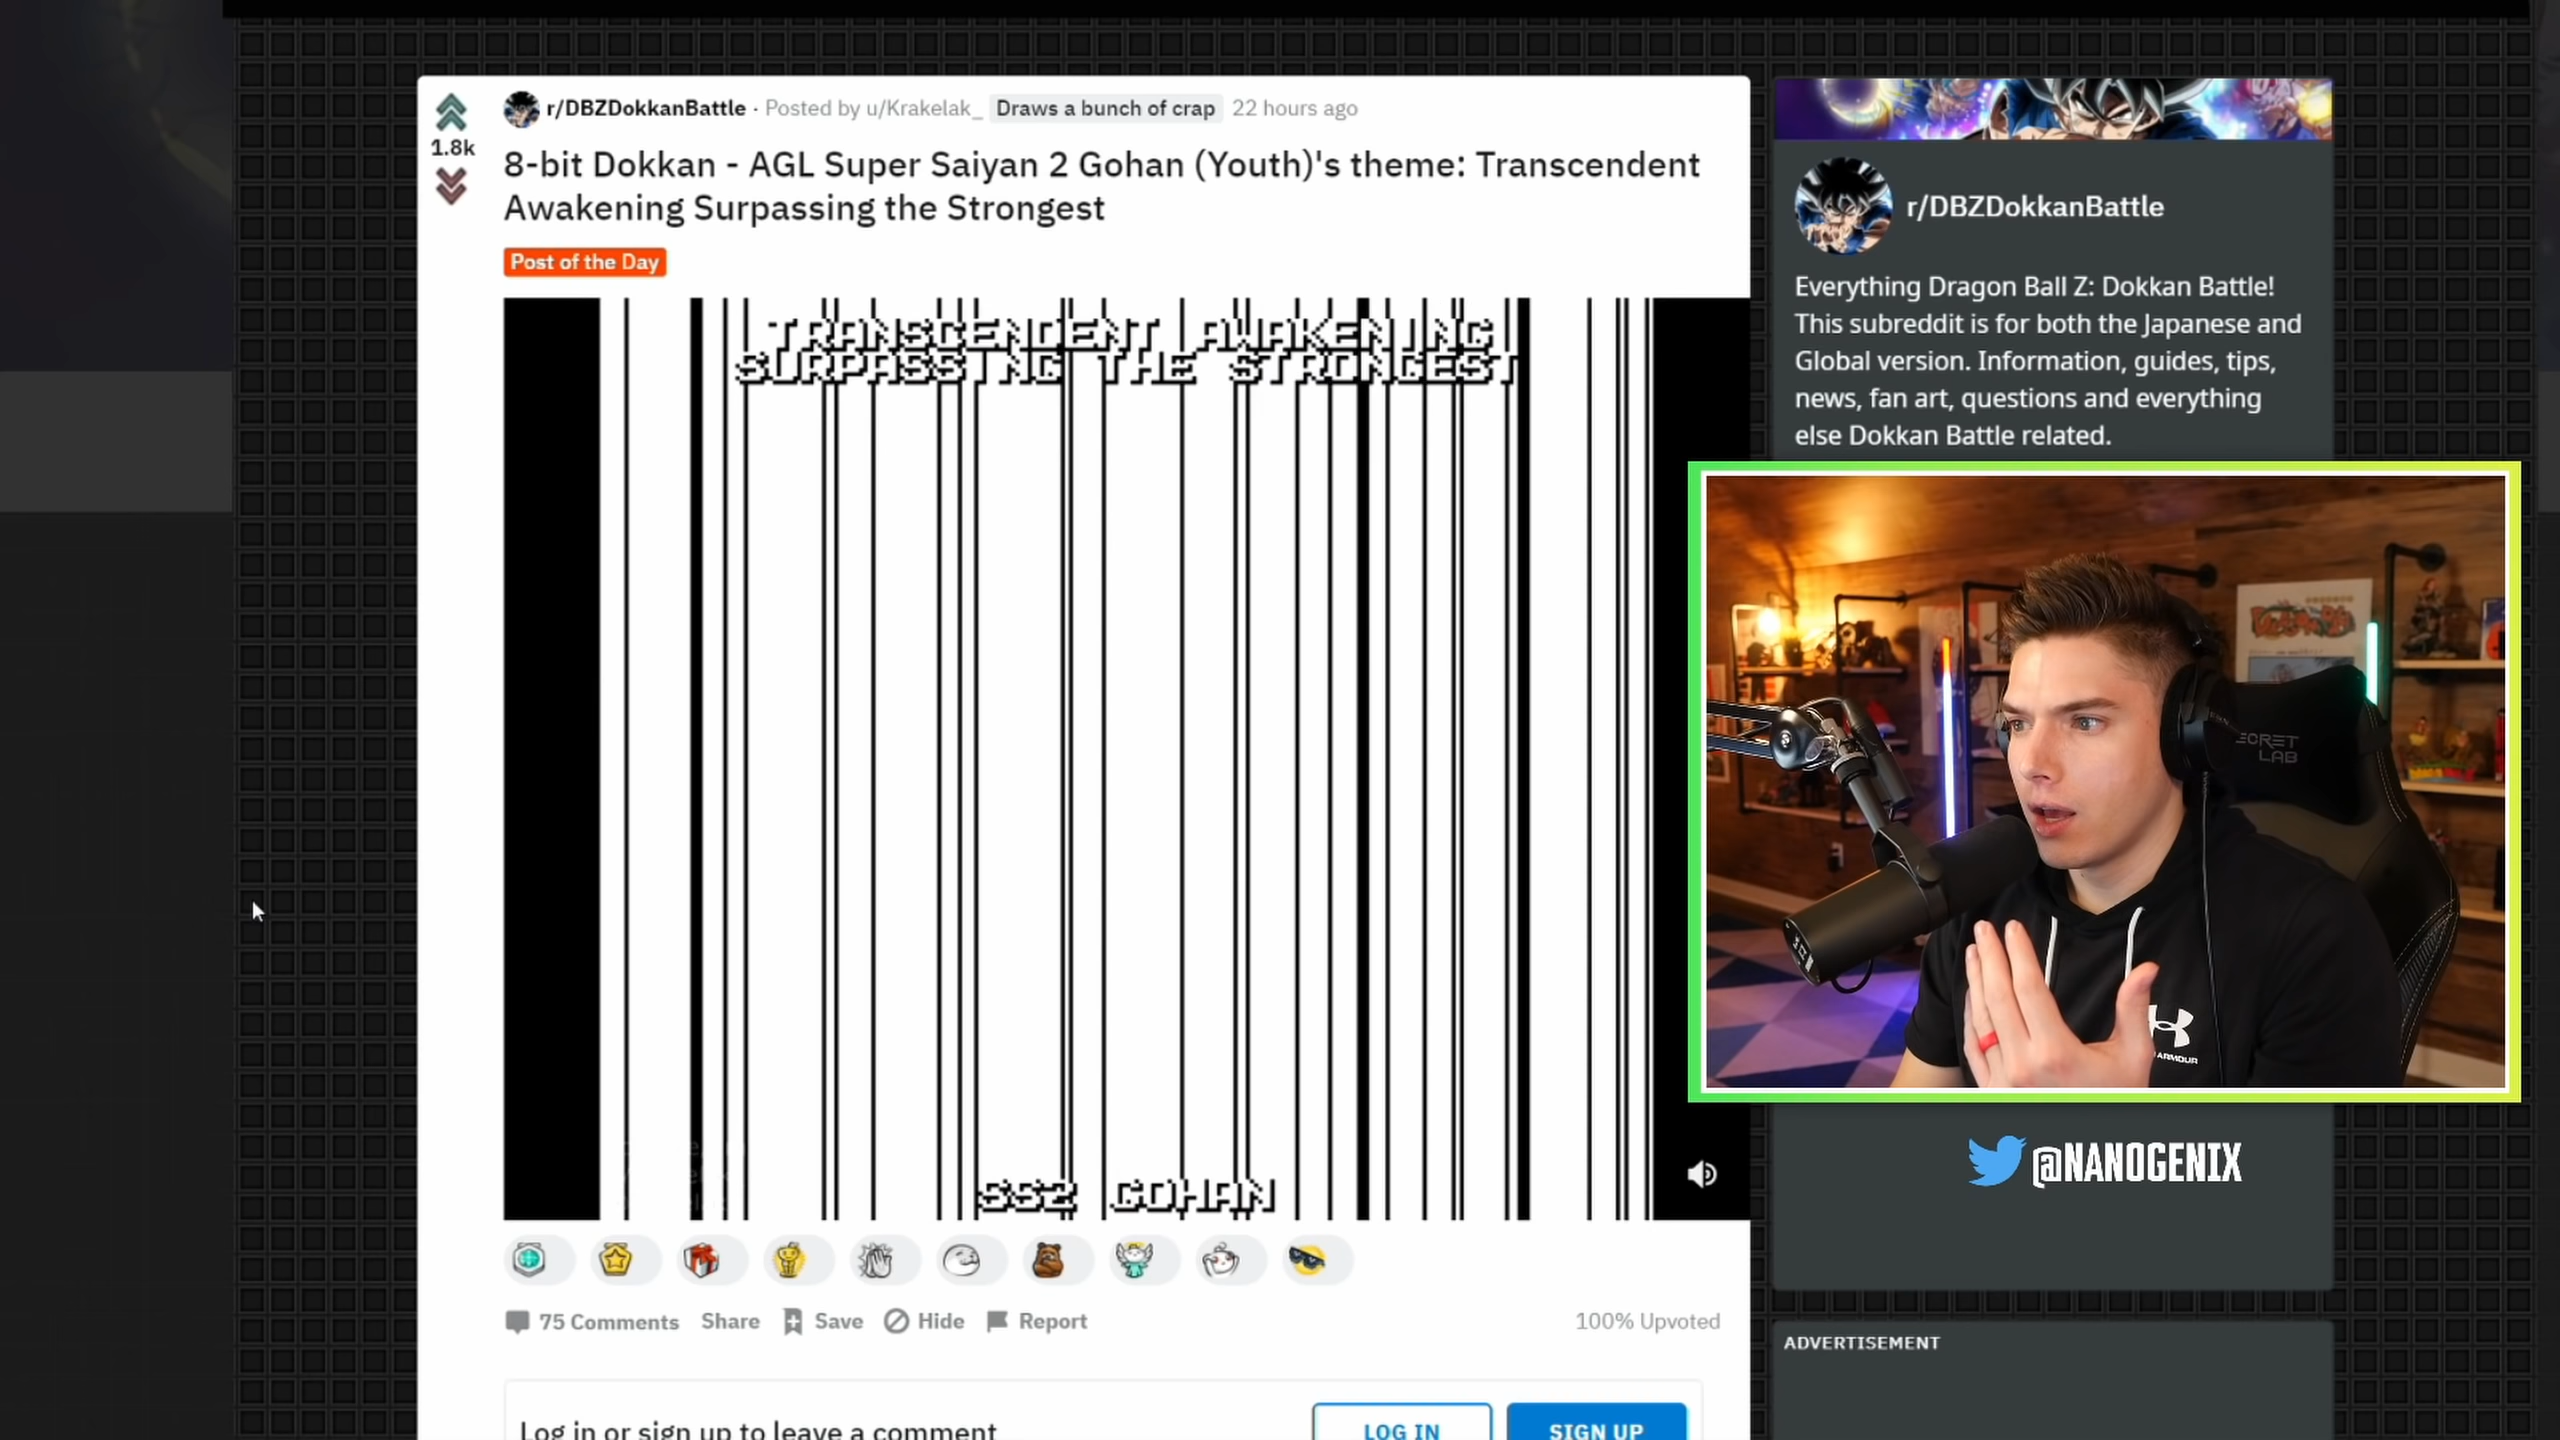 r/DBZDokkanBattle · Posted by u/Krakelak_ Draws a bunch of crap 22 hours ago
1.8k
8-bit Dokkan - AGL Super Saiyan 2 Gohan (Youth)'s theme: Transcendent
Awakening Surpassing the Strongest
Post of the Day
TRANSCENDENT AWAKENING
SURPASSING THE STRONGEST
SS2 GOHAN
75 Comments Share Save Hide Report
100% Upvoted
Log in or sign up to leave a comment
LOG IN
SIGN UP
r/DBZDokkanBattle
Everything Dragon Ball Z: Dokkan Battle!
This subreddit is for both the Japanese and
Global version. Information, guides, tips,
news, fan art, questions and everything
else Dokkan Battle related.
SECRET
LAB
ARMOUR
@NANOGENIX
ADVERTISEMENT